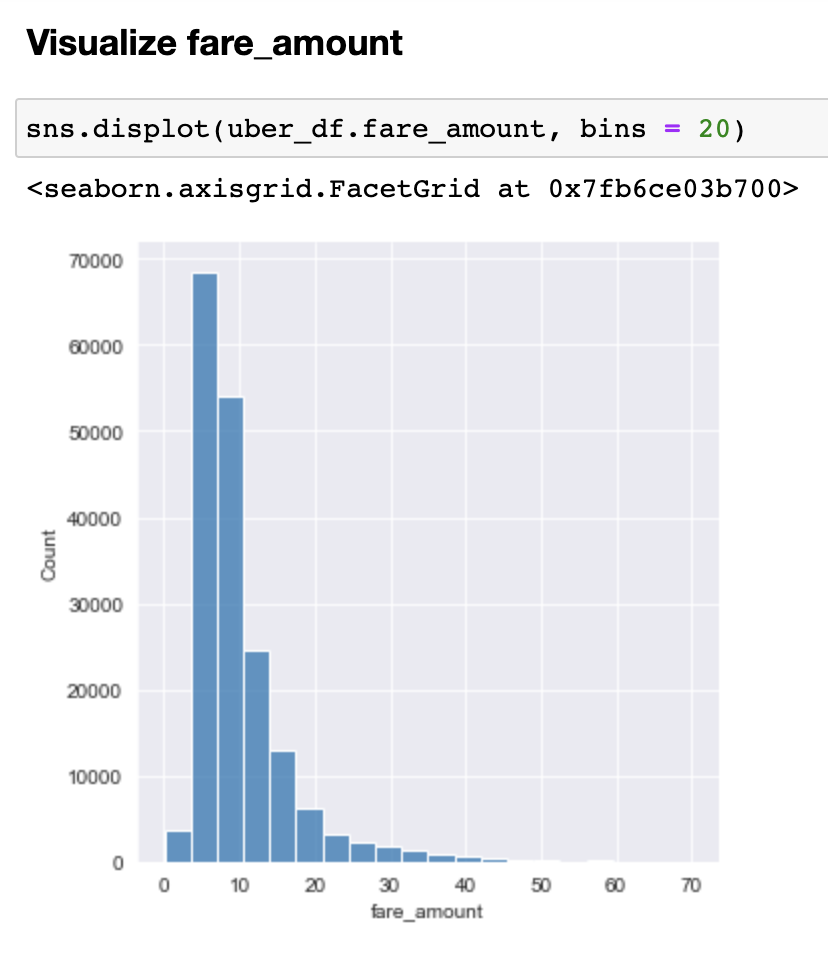 Visualize fare_amount
sns.displot(uber_df.fare_amount, bins = 20)
<seaborn.axisgrid.FacetGrid at 0x7fb6ce03b700>
70000
60000
50000
40000
30000
20000
10000
0
Count
0 10 20 30 40 50 60 70
fare_amount